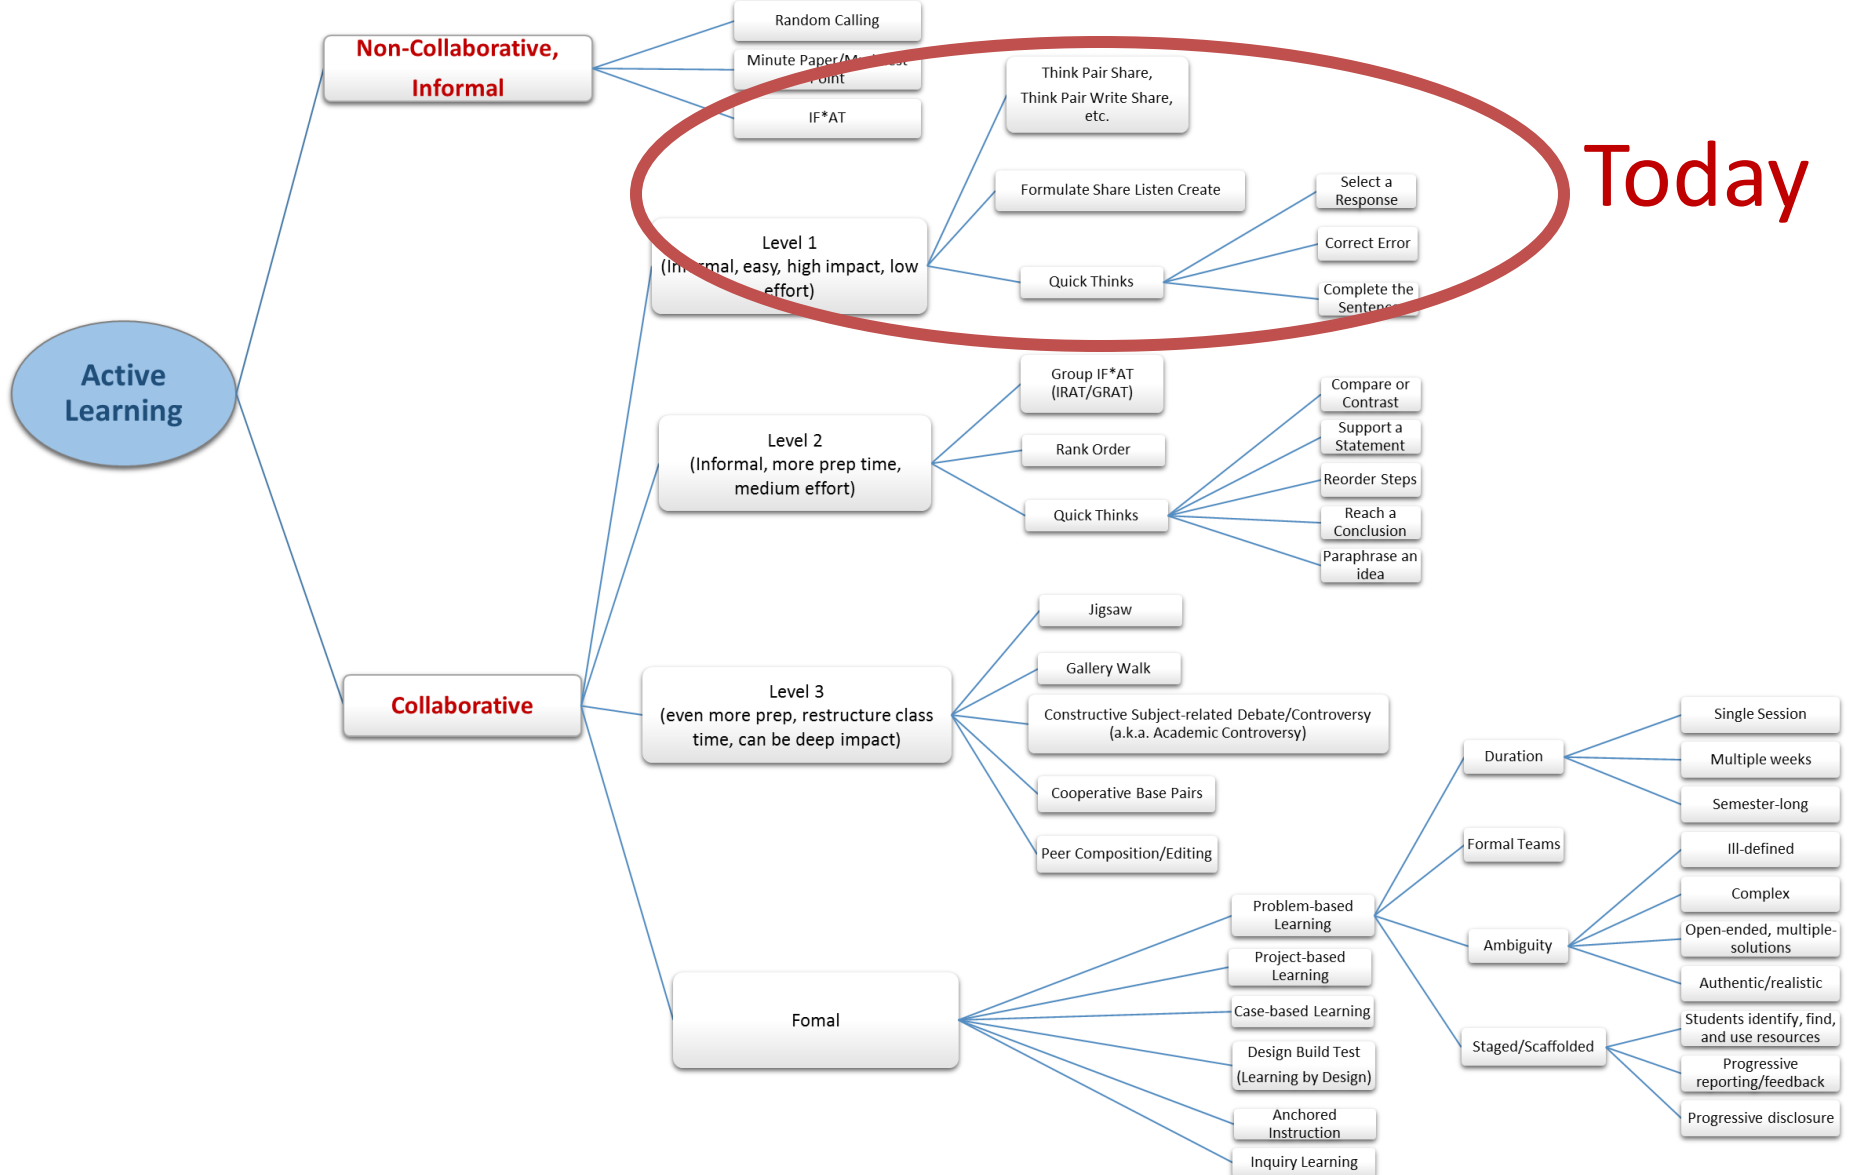 Active
Learning
Non-Collaborative,
Informal
Random Calling
Minute Paper/
Point
IF*AT
Collaborative
Level 1
(Informal, easy, high impact, low
effort)
Think Pair Share,
Think Pair Write Share,
etc.
Formulate Share Listen Create
Quick Thinks
Select a
Response
Correct Error
Complete the
Sentence
Today
Level 2
(Informal, more prep time,
medium effort)
Group IF*AT
(IRAT/GRAT)
Rank Order
Quick Thinks
Compare or
Contrast
Support a
Statement
Reorder Steps
Reach a
Conclusion
Paraphrase an
idea
Level 3
(even more prep, restructure class
time, can be deep impact)
Jigsaw
Gallery Walk
Constructive Subject-related Debate/Controversy
(a.k.a. Academic Controversy)
Cooperative Base Pairs
Peer Composition/Editing
Fomal
Problem-based
Learning
Project-based
Learning
Case-based Learning
Design Build Test
(Learning by Design)
Anchored
Instruction
Inquiry Learning
Duration
Single Session
Multiple weeks
Semester-long
Formal Teams
Ambiguity
Ill-defined
Complex
Open-ended, multiple-
solutions
Authentic/realistic
Staged/Scaffolded
Students identify, find,
and use resources
Progressive
reporting/feedback
Progressive disclosure